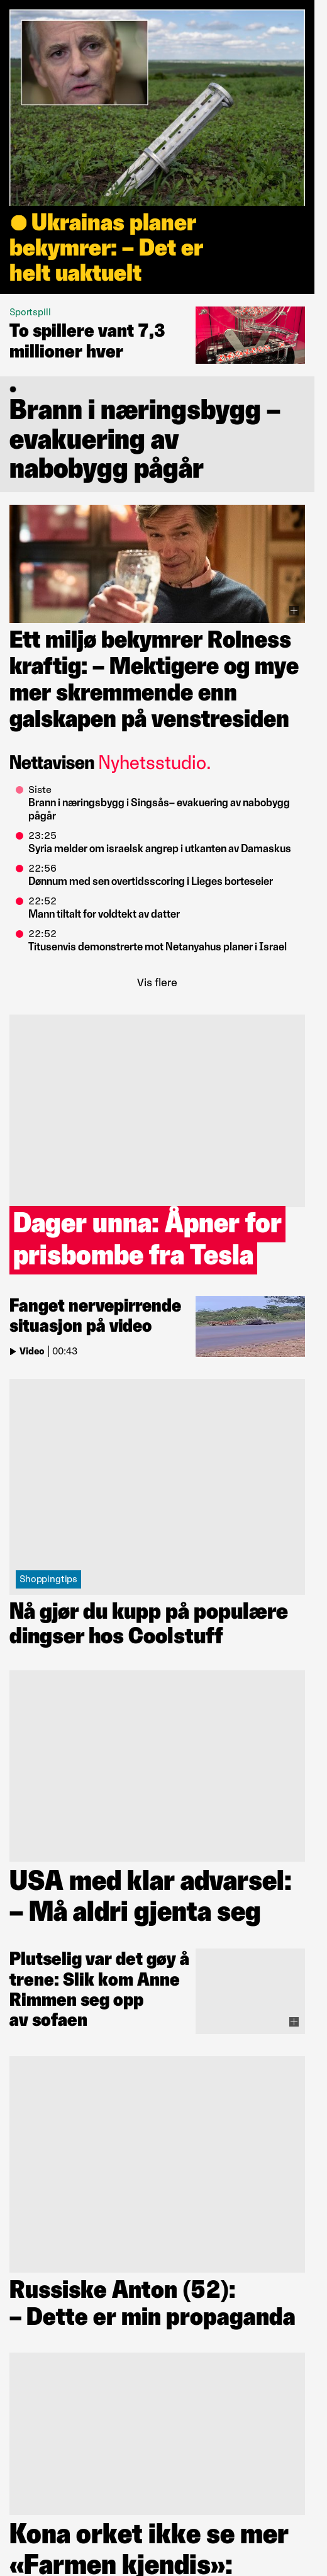 Ukrainas planer
bekymrer: – Det er
helt uaktuelt
Sportspill
To spillere vant 7,3
millioner hver
Brann i næringsbygg –
evakuering av
nabobygg pågår
Ett miljø bekymrer Rolness
kraftig: – Mektigere og mye
mer skremmende enn
galskapen på venstresiden
Nettavisen Nyhetsstudio.
Siste
Brann i næringsbygg i Singsås– evakuering av nabobygg
pågår
23:25
Syria melder om israelsk angrep i utkanten av Damaskus
22:56
Dønnum med sen overtidsscoring i Lieges borteseier
22:52
Mann tiltalt for voldtekt av datter
22:52
Titusenvis demonstrerte mot Netanyahus planer i Israel
Vis flere
Dager unna: Åpner for
prisbombe fra Tesla
Fanget nervepirrende
situasjon på video
Video | 00:43
Shoppingtips
Nå gjør du kupp på populære
dingser hos Coolstuff
USA med klar advarsel:
– Må aldri gjenta seg
Plutselig var det gøy å
trene: Slik kom Anne
Rimmen seg opp
av sofaen
Russiske Anton (52):
– Dette er min propaganda
Kona orket ikke se mer
«Farmen kjendis»: